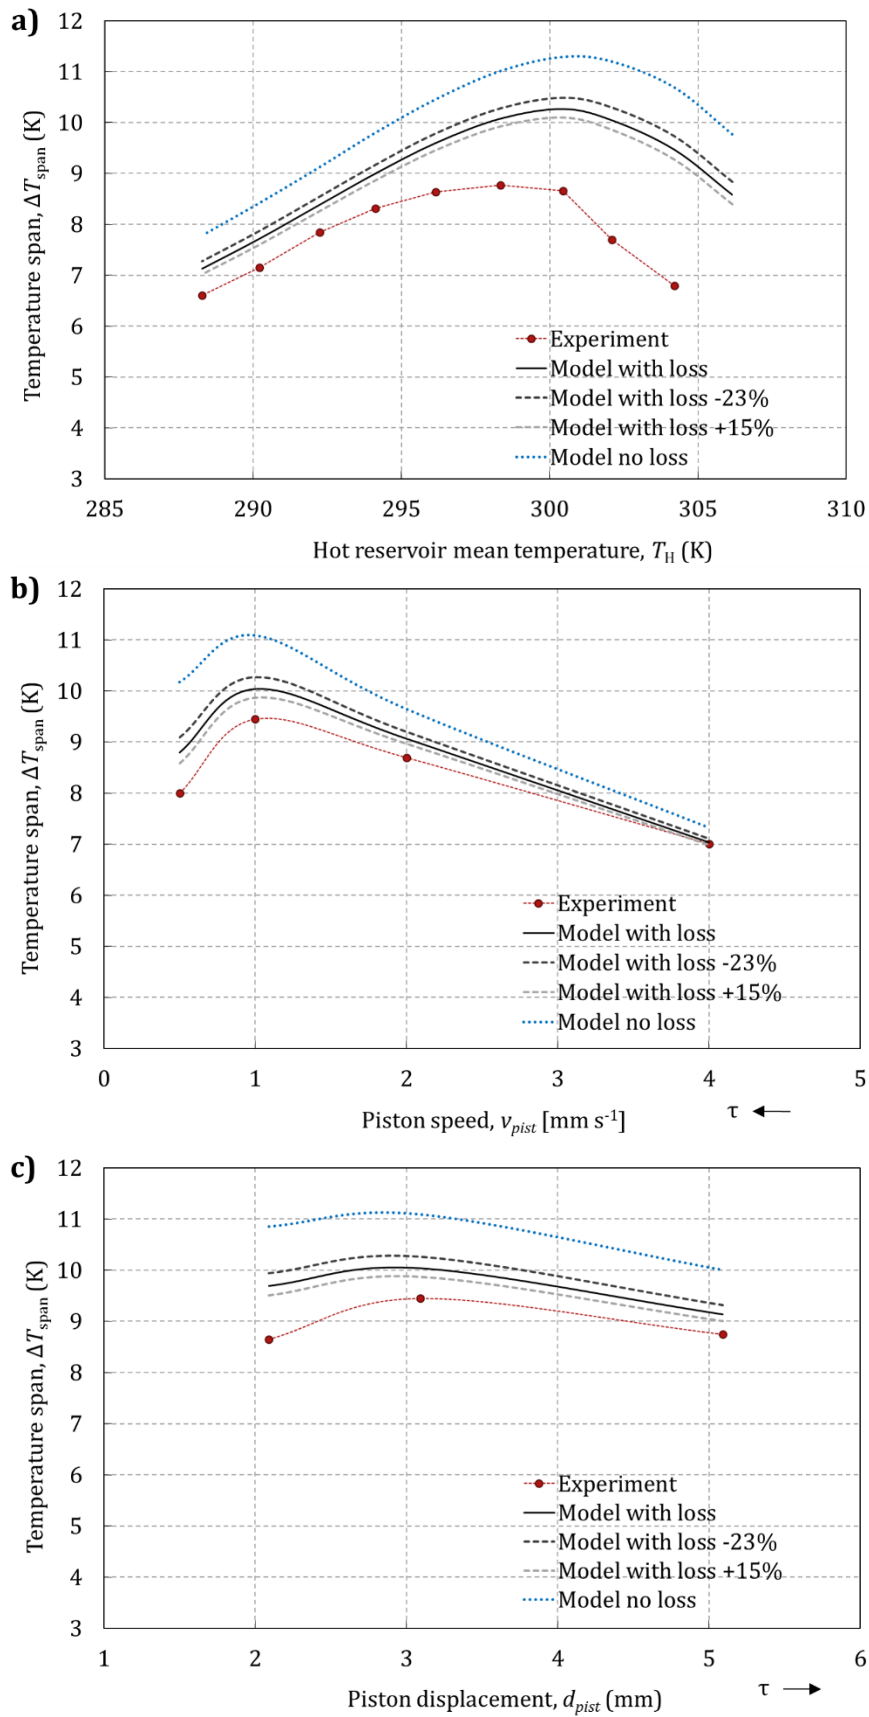 a)
12
11
10
9
8
7
6
5
4
3
Temperature span, ΔTspan (K)
Experiment
Model with loss
Model with loss -23%
Model with loss +15%
Model no loss
285 290 295 300 305 310
Hot reservoir mean temperature, TH (K)
b)
12
11
10
9
8
7
6
5
4
3
Temperature span, ΔTspan (K)
Experiment
Model with loss
Model with loss -23%
Model with loss +15%
Model no loss
0 1 2 3 4 5
Piston speed, vpist [mm s-1]
τ ←
c)
12
11
10
9
8
7
6
5
4
3
Temperature span, ΔTspan (K)
Experiment
Model with loss
Model with loss -23%
Model with loss +15%
Model no loss
1 2 3 4 5 6
Piston displacement, dpist (mm)
τ →